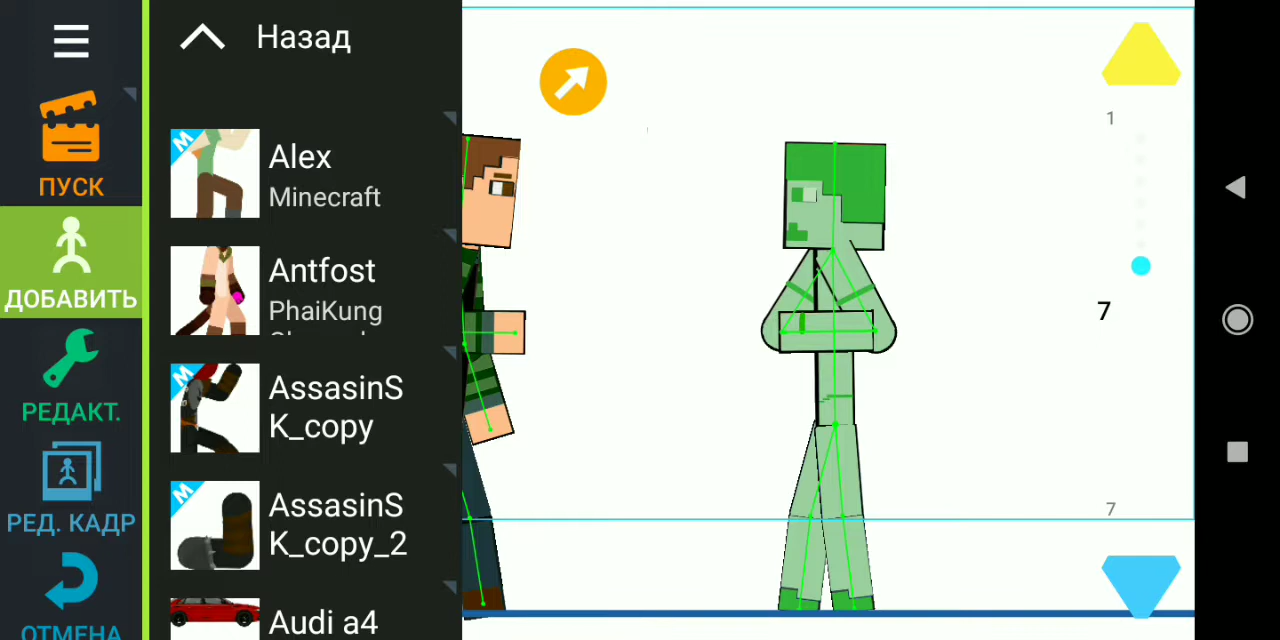 Назад
ПУСК
ДОБАВИТЬ
РЕДАКТ.
РЕД. КАДР
ОТМЕНА
M
Alex
Minecraft
Antfost
PhaiKung
M
AssasinS
K_copy
M
AssasinS
K_copy_2
Audi a4
1
7
7